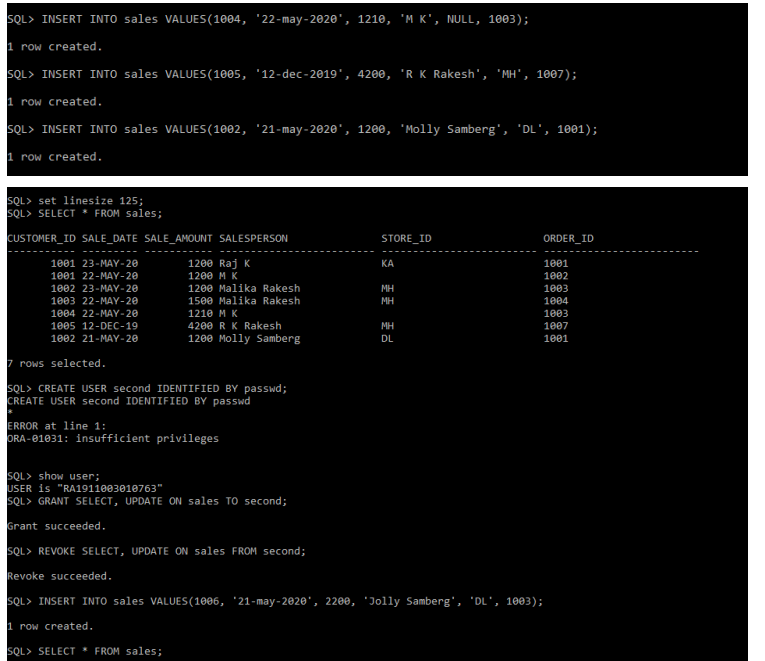 SQL> INSERT INTO sales VALUES(1004, '22-may-2020', 1210, 'M K', NULL, 1003);
1 row created.
SQL> INSERT INTO sales VALUES(1005, '12-dec-2019', 4200, 'R K Rakesh', 'MH', 1007);
1 row created.
SQL> INSERT INTO sales VALUES(1002, '21-may-2020', 1200, 'Molly Samberg', 'DL', 1001);
1 row created.
SQL> set linesize 125;
SQL> SELECT * FROM sales;
CUSTOMER_ID SALE_DATE SALE_AMOUNT SALESPERSON STORE_ID ORDER_ID
----------- --------- ----------- ------------------------- ------------------------- -------------------------
1001 23-MAY-20 1200 Raj K KA 1001
1001 22-MAY-20 1200 M K 1002
1002 23-MAY-20 1200 Malika Rakesh MH 1003
1003 22-MAY-20 1500 Malika Rakesh MH 1004
1004 22-MAY-20 1210 M K 1003
1005 12-DEC-19 4200 R K Rakesh MH 1007
1002 21-MAY-20 1200 Molly Samberg DL 1001
7 rows selected.
SQL> CREATE USER second IDENTIFIED BY passwd;
CREATE USER second IDENTIFIED BY passwd
*
ERROR at line 1:
ORA-01031: insufficient privileges
SQL> show user;
USER is "RA1911003010763"
SQL> GRANT SELECT, UPDATE ON sales TO second;
Grant succeeded.
SQL> REVOKE SELECT, UPDATE ON sales FROM second;
Revoke succeeded.
SQL> INSERT INTO sales VALUES(1006, '21-may-2020', 2200, 'Jolly Samberg', 'DL', 1003);
1 row created.
SQL> SELECT * FROM sales;